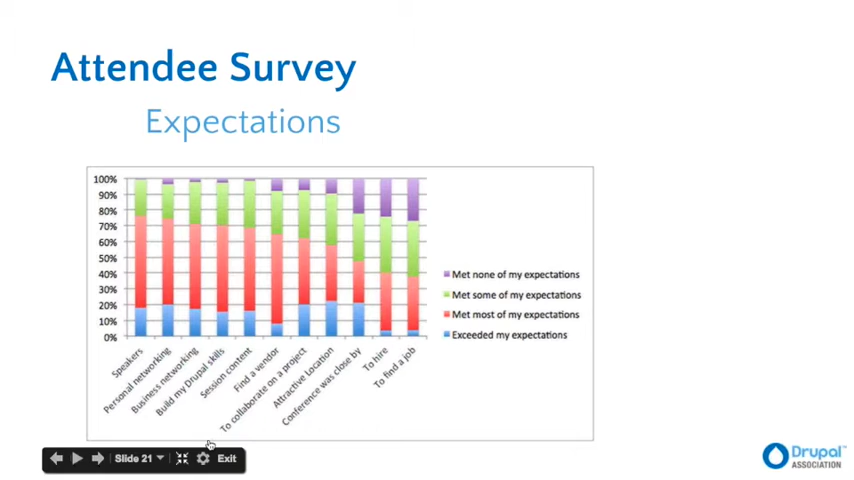 Attendee Survey
Expectations
100%
90%
80%
70%
60%
50%
40%
30%
20%
10%
0%
Met none of my expectations
Met some of my expectations
Met most of my expectations
Exceeded my expectations
Speakers
Personal networking
Business networking
Build my Drupal skills
Session content
Find a vendor
To collaborate on a project
Attractive Location
Conference was close by
To hire
To find a job
Slide 21
Exit
Drupal™
ASSOCIATION